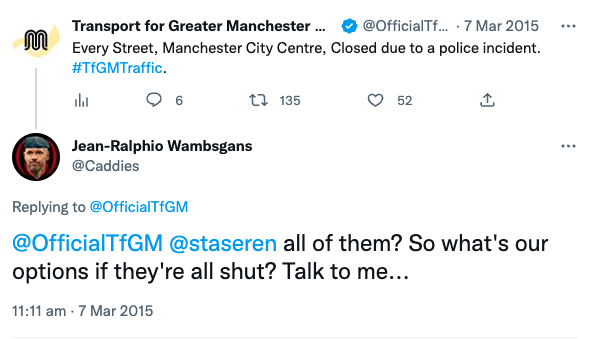 Transport for Greater Manchester ... @OfficialTf... · 7 Mar 2015
Every Street, Manchester City Centre, Closed due to a police incident.
#TfGMTraffic.
6 135 52
Jean-Ralphio Wambsgans
@Caddies
Replying to @OfficialTfGM
@OfficialTfGM @staseren all of them? So what's our
options if they're all shut? Talk to me...
11:11 am · 7 Mar 2015